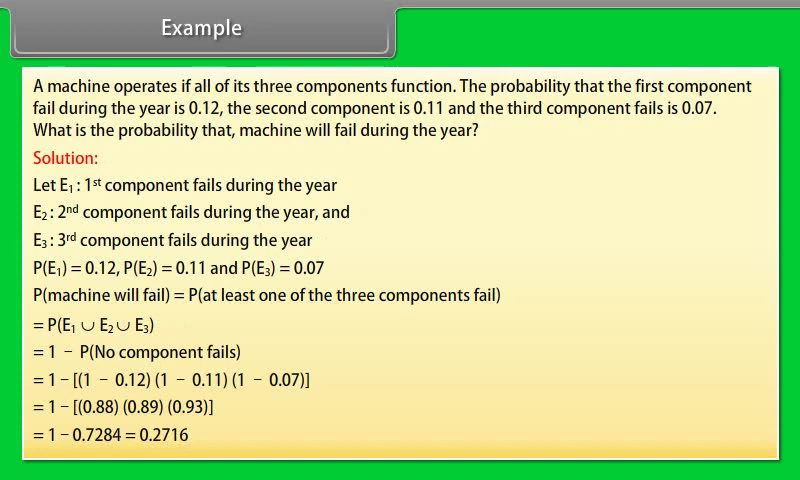 Example
A machine operates if all of its three components function. The probability that the first component
fail during the year is 0.12, the second component is 0.11 and the third component fails is 0.07.
What is the probability that, machine will fail during the year?
Solution:
Let E₁ : 1ˢᵗ component fails during the year
E₂ : 2ⁿᵈ component fails during the year, and
E₃ : 3ʳᵈ component fails during the year
P(E₁) = 0.12, P(E₂) = 0.11 and P(E₃) = 0.07
P(machine will fail) = P(at least one of the three components fail)
= P(E₁ ∪ E₂ ∪ E₃)
= 1 − P(No component fails)
= 1 − [(1 − 0.12) (1 − 0.11) (1 − 0.07)]
= 1 − [(0.88) (0.89) (0.93)]
= 1 − 0.7284 = 0.2716